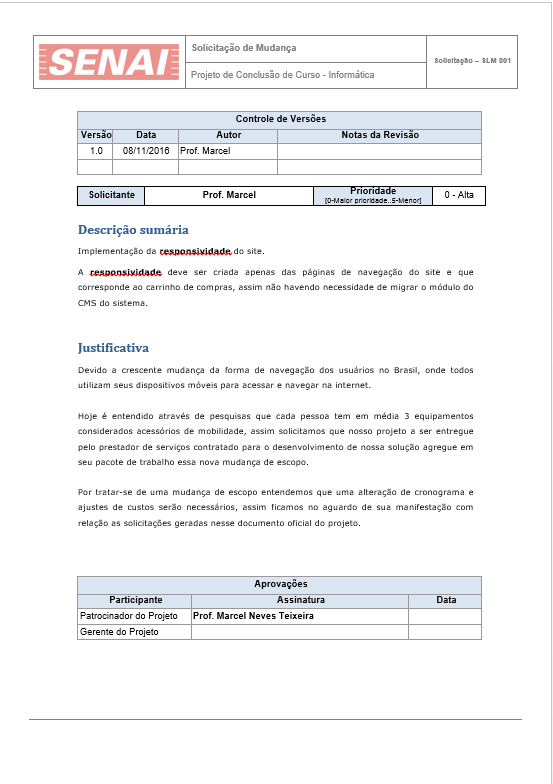 SENAI
Solicitação de Mudança
Projeto de Conclusão de Curso - Informática
Solicitação – SLM 001
Controle de Versões
Versão Data Autor Notas da Revisão
1.0 08/11/2016 Prof. Marcel
Solicitante Prof. Marcel Prioridade 0 - Alta
[0-Maior prioridade..5-Menor]
Descrição sumária
Implementação da responsividade do site.
A responsividade deve ser criada apenas das páginas de navegação do site e que
corresponde ao carrinho de compras, assim não havendo necessidade de migrar o módulo do
CMS do sistema.
Justificativa
Devido a crescente mudança da forma de navegação dos usuários no Brasil, onde todos
utilizam seus dispositivos móveis para acessar e navegar na internet.
Hoje é entendido através de pesquisas que cada pessoa tem em média 3 equipamentos
considerados acessórios de mobilidade, assim solicitamos que nosso projeto a ser entregue
pelo prestador de serviços contratado para o desenvolvimento de nossa solução agregue em
seu pacote de trabalho essa nova mudança de escopo.
Por tratar-se de uma mudança de escopo entendemos que uma alteração de cronograma e
ajustes de custos serão necessários, assim ficamos no aguardo de sua manifestação com
relação as solicitações geradas nesse documento oficial do projeto.
Aprovações
Participante Assinatura Data
Patrocinador do Projeto Prof. Marcel Neves Teixeira
Gerente do Projeto